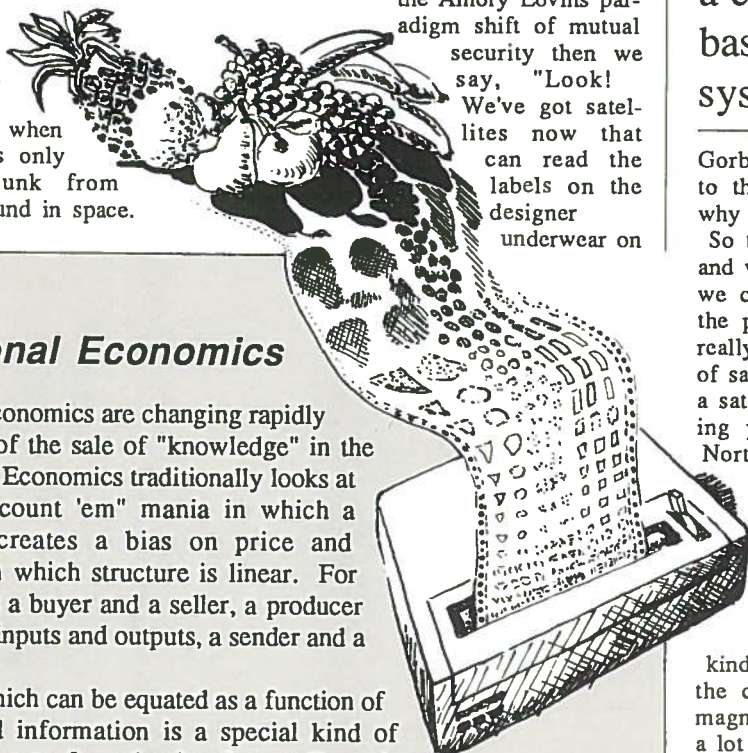 when
only
unk from
und in space.
the Amory Lovins par-
adigm shift of mutual
security then we
say, "Look!
We've got satel-
lites now that
can read the
labels on the
designer
underwear on
nal Economics
conomics are changing rapidly
of the sale of "knowledge" in the
Economics traditionally looks at
count 'em" mania in which a
creates a bias on price and
which structure is linear. For
a buyer and a seller, a producer
inputs and outputs, a sender and a
hich can be equated as a function of
information is a special kind of
bas
sys
Gorb
to th
why
So t
and
we c
the p
really
of sa
a sat
ing
Nort
kind
the c
magn
a lot